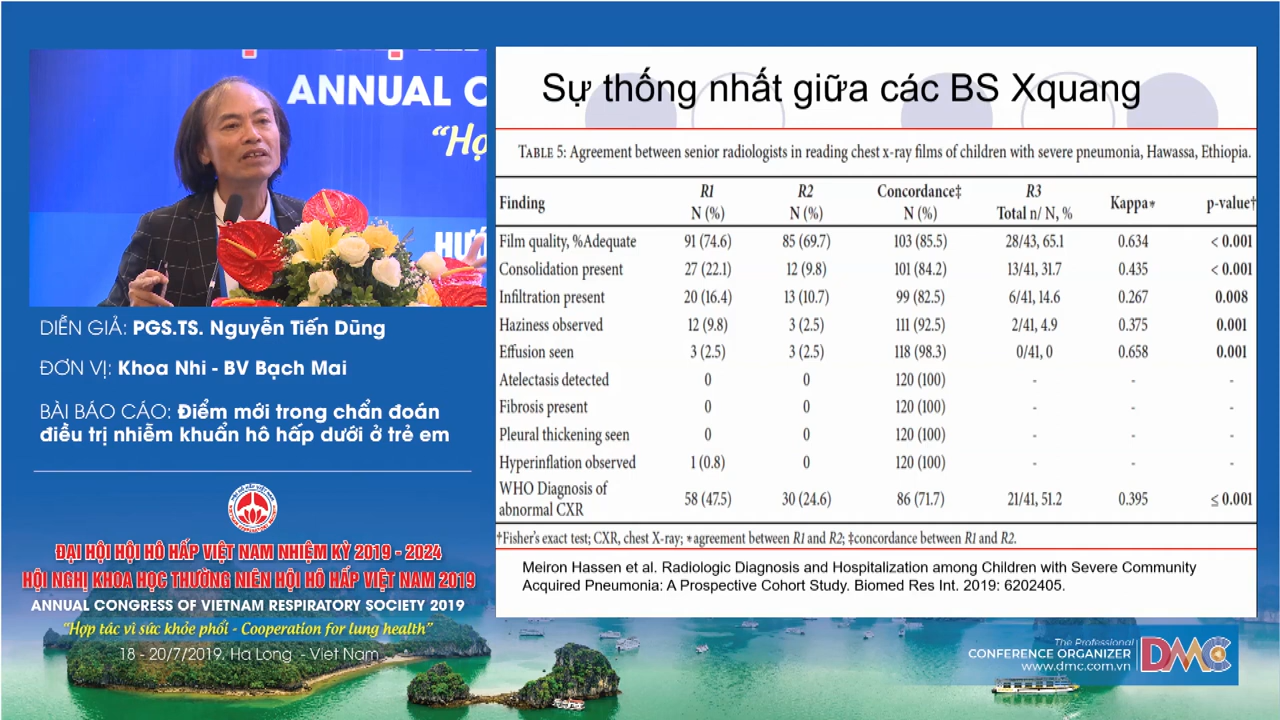 ANNUAL C
“Hợ
HƯỚ
DIỄN GIẢ: PGS.TS. Nguyễn Tiến Dũng
ĐƠN VỊ: Khoa Nhi - BV Bạch Mai
BÀI BÁO CÁO: Điểm mới trong chẩn đoán
điều trị nhiễm khuẩn hô hấp dưới ở trẻ em
ĐẠI HỘI HỘI HÔ HẤP VIỆT NAM NHIỆM KỲ 2019 - 2024
HỘI NGHỊ KHOA HỌC THƯỜNG NIÊN HỘI HÔ HẤP VIỆT NAM 2019
ANNUAL CONGRESS OF VIETNAM RESPIRATORY SOCIETY 2019
“Hợp tác vì sức khỏe phổi - Cooperation for lung health”
18 - 20/7/2019. Ha Long - Viet Nam
Sự thống nhất giữa các BS Xquang
TABLE 5: Agreement between senior radiologists in reading chest x-ray films of children with severe pneumonia, Hawassa, Ethiopia.
Finding R1 N (%) R2 N (%) Concordance‡ N (%) R3 Total n/ N, % Kappa* p-value†
Film quality, %Adequate 91 (74.6) 85 (69.7) 103 (85.5) 28/43, 65.1 0.634 < 0.001
Consolidation present 27 (22.1) 12 (9.8) 101 (84.2) 13/41, 31.7 0.435 < 0.001
Infiltration present 20 (16.4) 13 (10.7) 99 (82.5) 6/41, 14.6 0.267 0.008
Haziness observed 12 (9.8) 3 (2.5) 111 (92.5) 2/41, 4.9 0.375 0.001
Effusion seen 3 (2.5) 3 (2.5) 118 (98.3) 0/41, 0 0.658 0.001
Atelectasis detected 0 0 120 (100) - - -
Fibrosis present 0 0 120 (100) - - -
Pleural thickening seen 0 0 120 (100) - - -
Hyperinflation observed 1 (0.8) 0 120 (100) - - -
WHO Diagnosis of abnormal CXR 58 (47.5) 30 (24.6) 86 (71.7) 21/41, 51.2 0.395 ≤ 0.001
†Fisher's exact test; CXR, chest X-ray; *agreement between R1 and R2; ‡concordance between R1 and R2.
Meiron Hassen et al. Radiologic Diagnosis and Hospitalization among Children with Severe Community
Acquired Pneumonia: A Prospective Cohort Study. Biomed Res Int. 2019: 6202405.
The Professional
CONFERENCE ORGANIZER
www.dmc.com.vn
DMC